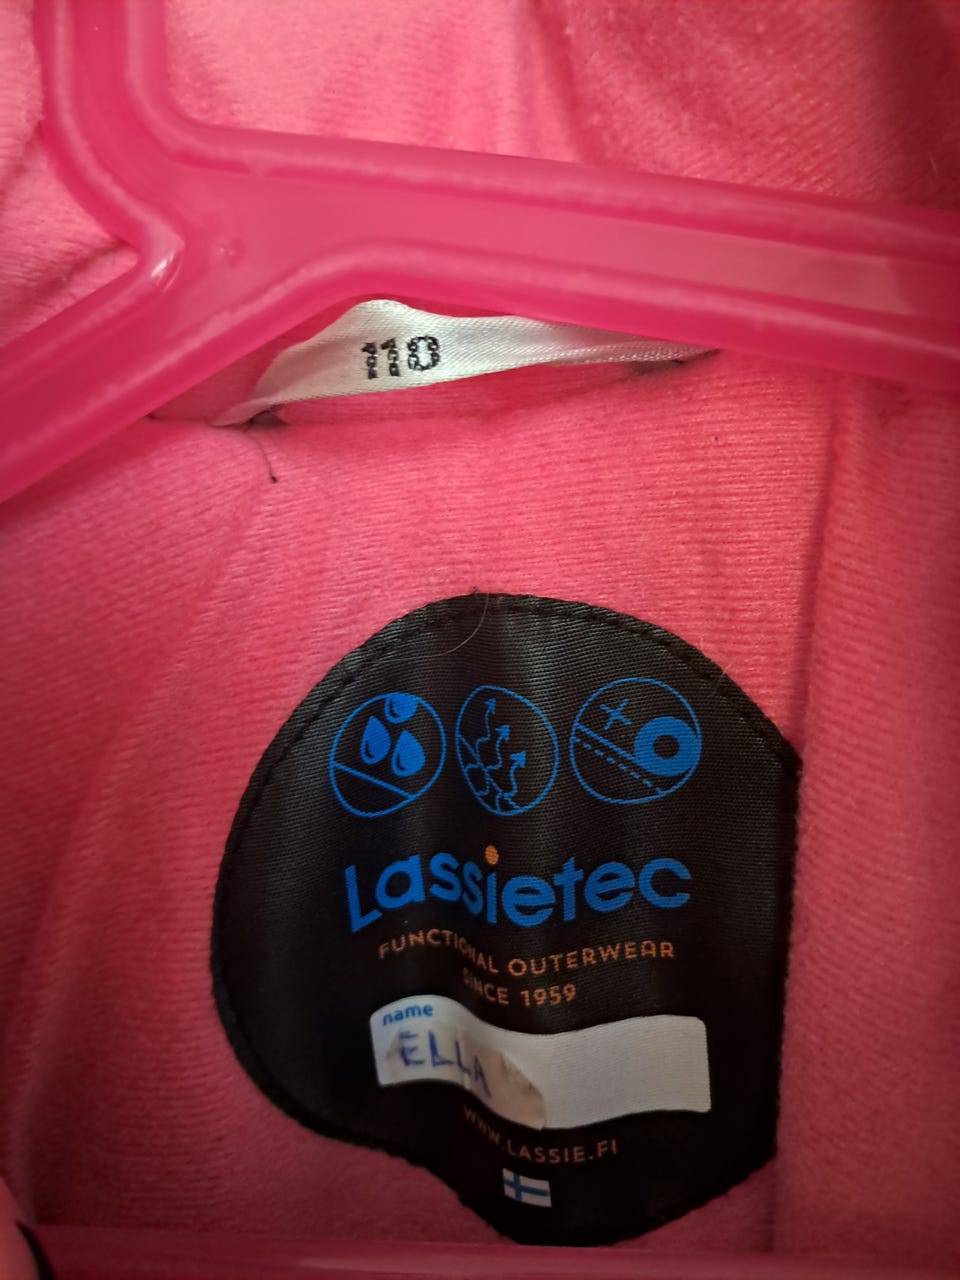 110
Lassietec
FUNCTIONAL OUTERWEAR
SINCE 1959
name
ELLA
WWW.LASSIE.FI